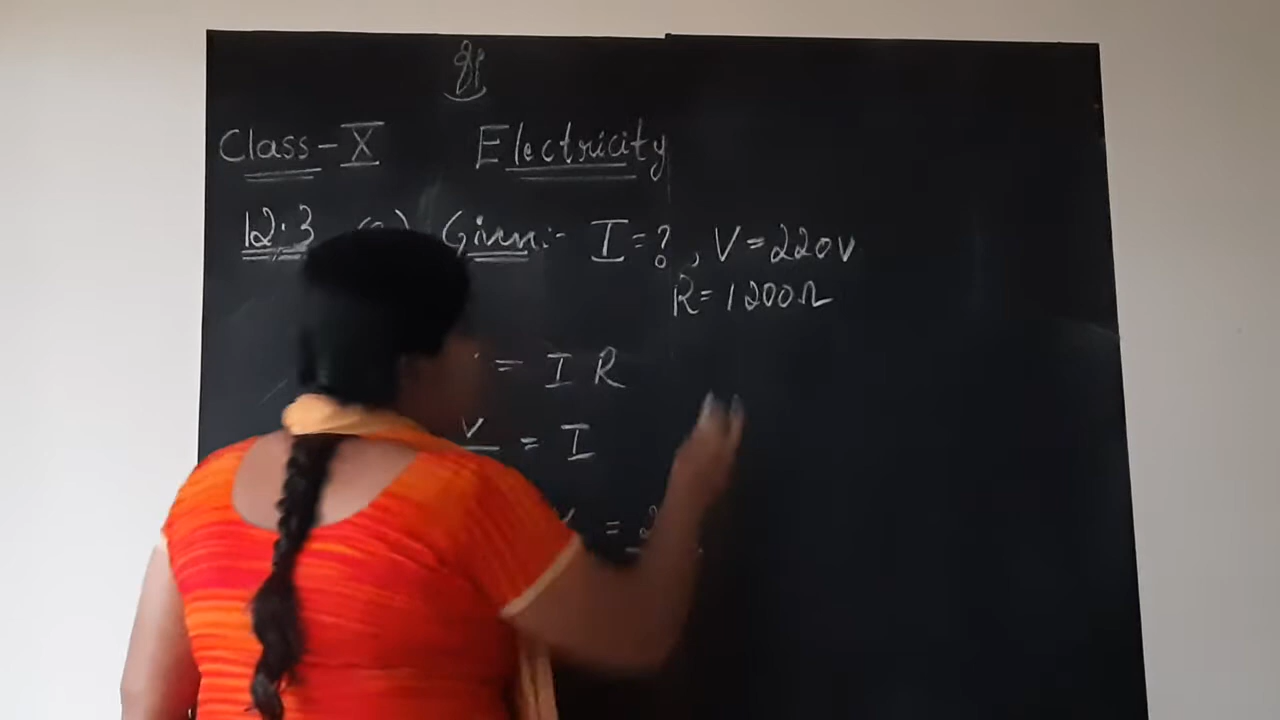 Class - X Electricity
12.3 Given:- I = ?, V = 220V
R = 1200Ω
= I R
V = I
=